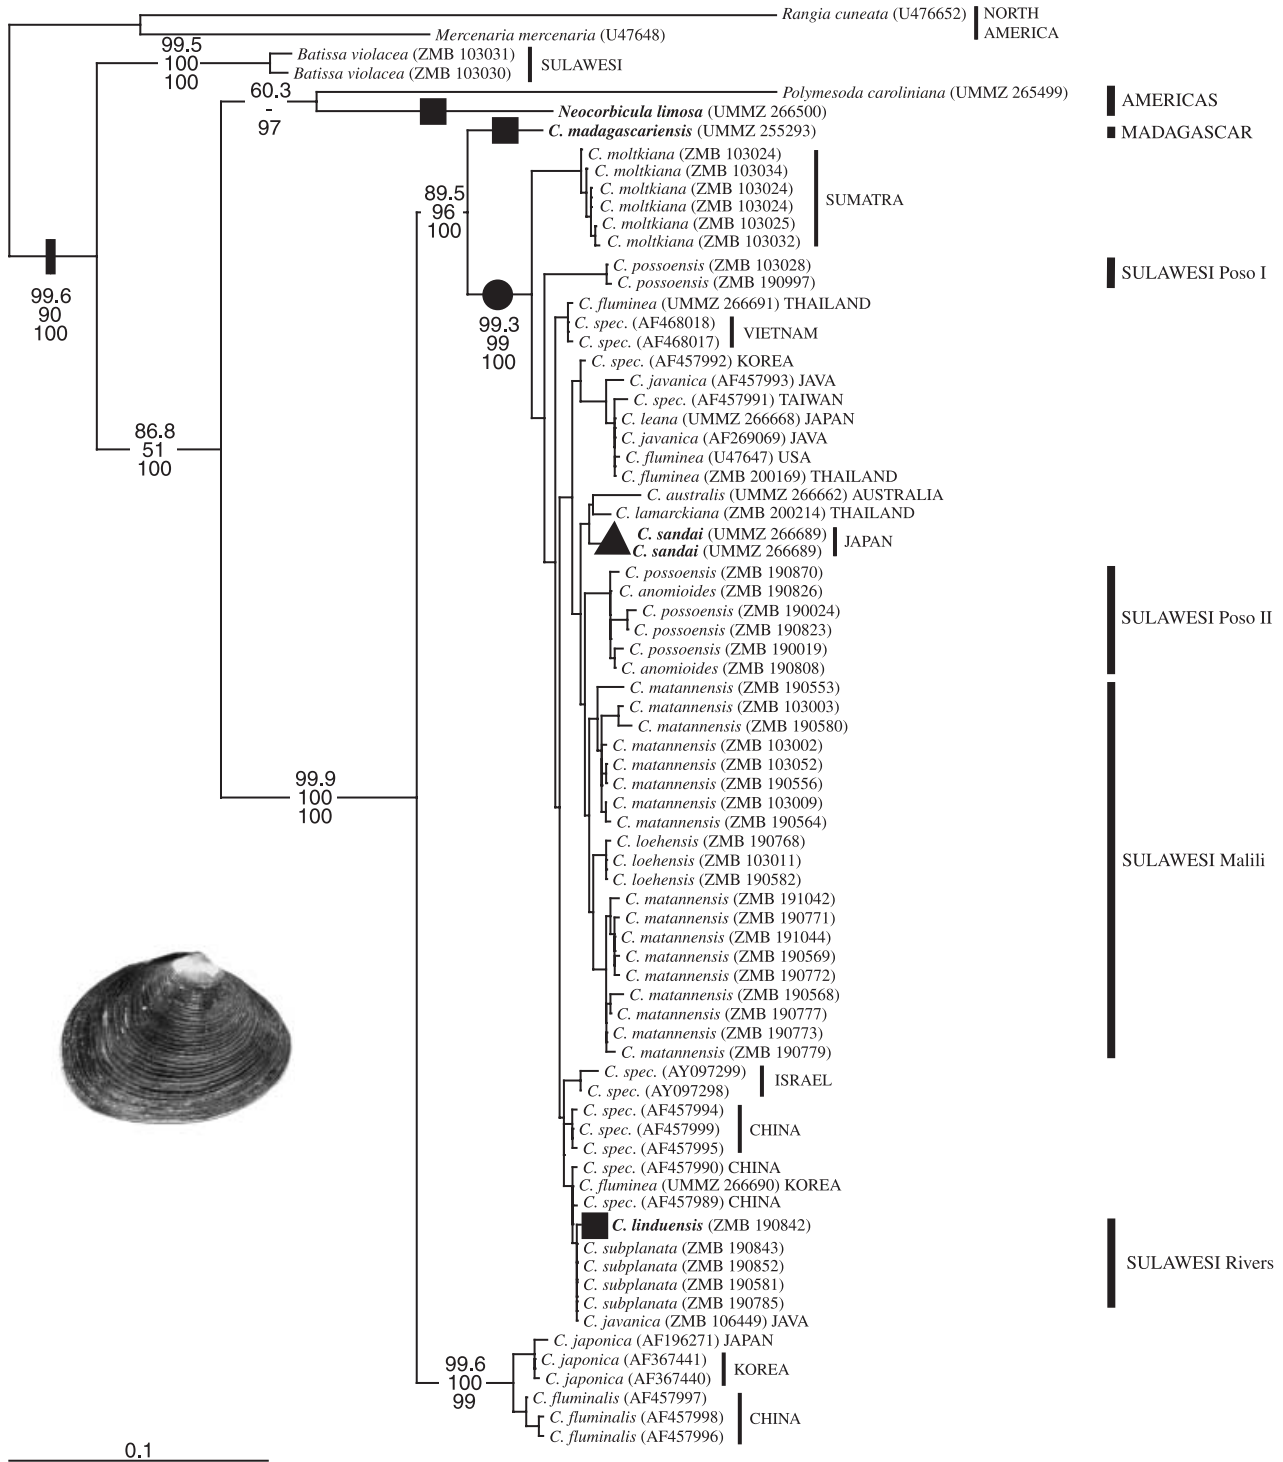 Rangia cuneata (U476652)
NORTH
AMERICA
Mercenaria mercenaria (U47648)
99.5
100
100
Batissa violacea (ZMB 103031)
Batissa violacea (ZMB 103030)
SULAWESI
60.3
-
97
Polymesoda caroliniana (UMMZ 265499)
Neocorbicula limosa (UMMZ 266500)
AMERICAS
C. madagascariensis (UMMZ 255293)
MADAGASCAR
C. moltkiana (ZMB 103024)
C. moltkiana (ZMB 103034)
C. moltkiana (ZMB 103024)
C. moltkiana (ZMB 103024)
C. moltkiana (ZMB 103025)
C. moltkiana (ZMB 103032)
SUMATRA
89.5
96
100
C. possoensis (ZMB 103028)
C. possoensis (ZMB 190997)
SULAWESI Poso I
99.6
90
100
99.3
99
100
C. fluminea (UMMZ 266691) THAILAND
C. spec. (AF468018)
C. spec. (AF468017)
VIETNAM
C. spec. (AF457992) KOREA
C. javanica (AF457993) JAVA
C. spec. (AF457991) TAIWAN
C. leana (UMMZ 266668) JAPAN
C. javanica (AF269069) JAVA
C. fluminea (U47647) USA
C. fluminea (ZMB 200169) THAILAND
86.8
51
100
C. australis (UMMZ 266662) AUSTRALIA
C. lamarckiana (ZMB 200214) THAILAND
C. sandai (UMMZ 266689)
C. sandai (UMMZ 266689)
JAPAN
C. possoensis (ZMB 190870)
C. anomioides (ZMB 190826)
C. possoensis (ZMB 190024)
C. possoensis (ZMB 190823)
C. possoensis (ZMB 190019)
C. anomioides (ZMB 190808)
SULAWESI Poso II
C. matannensis (ZMB 190553)
C. matannensis (ZMB 103003)
C. matannensis (ZMB 190580)
C. matannensis (ZMB 103002)
C. matannensis (ZMB 103052)
C. matannensis (ZMB 190556)
C. matannensis (ZMB 103009)
C. matannensis (ZMB 190564)
99.9
100
100
C. loehensis (ZMB 190768)
C. loehensis (ZMB 103011)
C. loehensis (ZMB 190582)
SULAWESI Malili
C. matannensis (ZMB 191042)
C. matannensis (ZMB 190771)
C. matannensis (ZMB 191044)
C. matannensis (ZMB 190569)
C. matannensis (ZMB 190772)
C. matannensis (ZMB 190568)
C. matannensis (ZMB 190777)
C. matannensis (ZMB 190773)
C. matannensis (ZMB 190779)
C. spec. (AY097299)
C. spec. (AY097298)
ISRAEL
C. spec. (AF457994)
C. spec. (AF457999)
C. spec. (AF457995)
CHINA
C. spec. (AF457990) CHINA
C. fluminea (UMMZ 266690) KOREA
C. spec. (AF457989) CHINA
C. linduensis (ZMB 190842)
C. subplanata (ZMB 190843)
C. subplanata (ZMB 190852)
C. subplanata (ZMB 190581)
C. subplanata (ZMB 190785)
SULAWESI Rivers
C. javanica (ZMB 106449) JAVA
C. japonica (AF196271) JAPAN
C. japonica (AF367441)
C. japonica (AF367440)
KOREA
99.6
100
99
C. fluminalis (AF457997)
C. fluminalis (AF457998)
C. fluminalis (AF457996)
CHINA
0.1